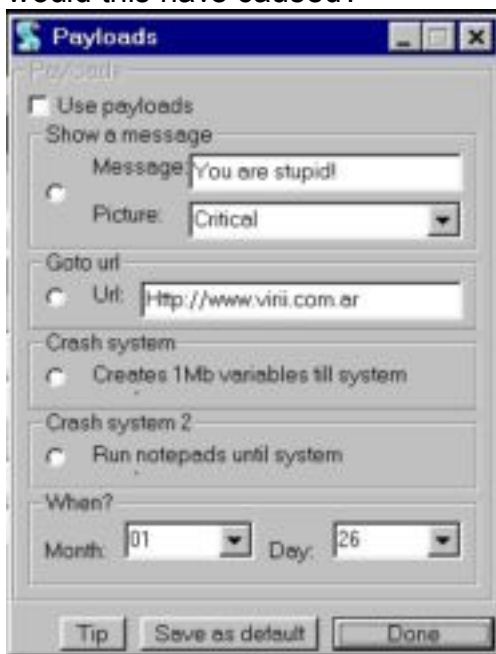 would this have caused?
Payloads
Payloads
Use payloads
Show a message
Message: You are stupid!
Picture: Critical
Goto url
Url: Http://www.virii.com.ar
Crash system
Creates 1Mb variables till system
Crash system 2
Run notepads until system
When?
Month: 01 Day: 26
Tip Save as default Done